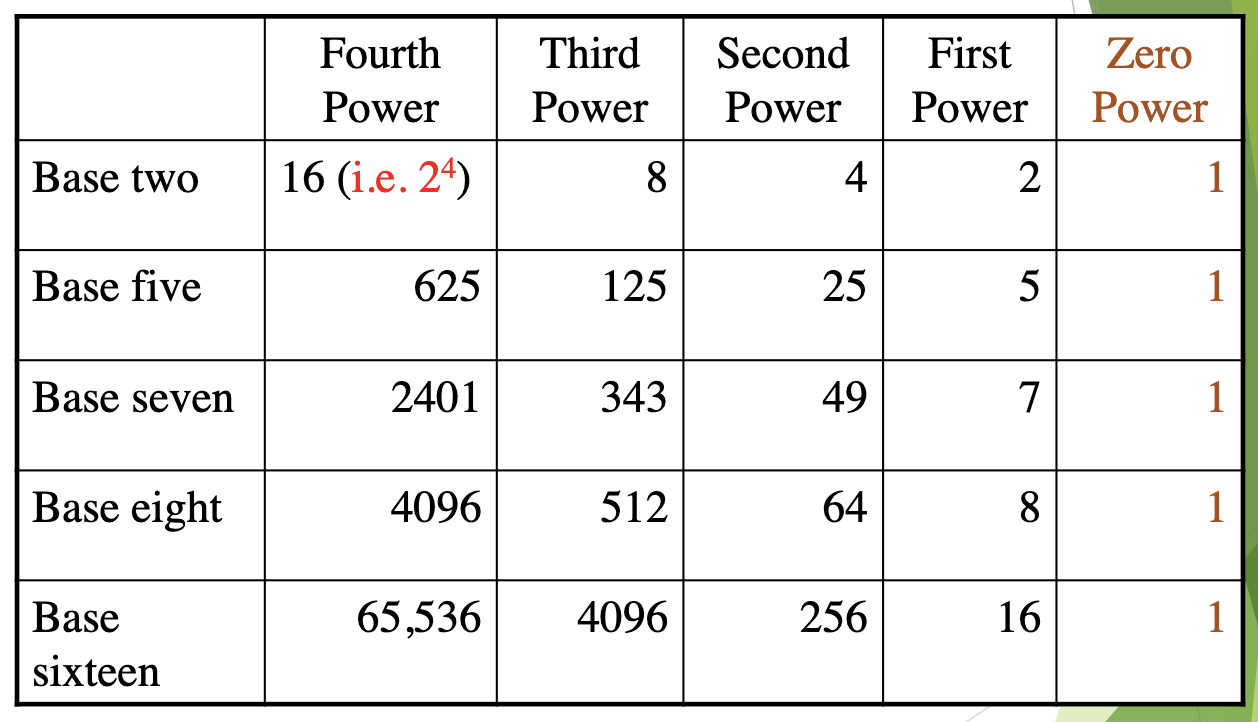 Fourth Power Third Power Second Power First Power Zero Power
Base two 16 (i.e. 2⁴) 8 4 2 1
Base five 625 125 25 5 1
Base seven 2401 343 49 7 1
Base eight 4096 512 64 8 1
Base sixteen 65,536 4096 256 16 1